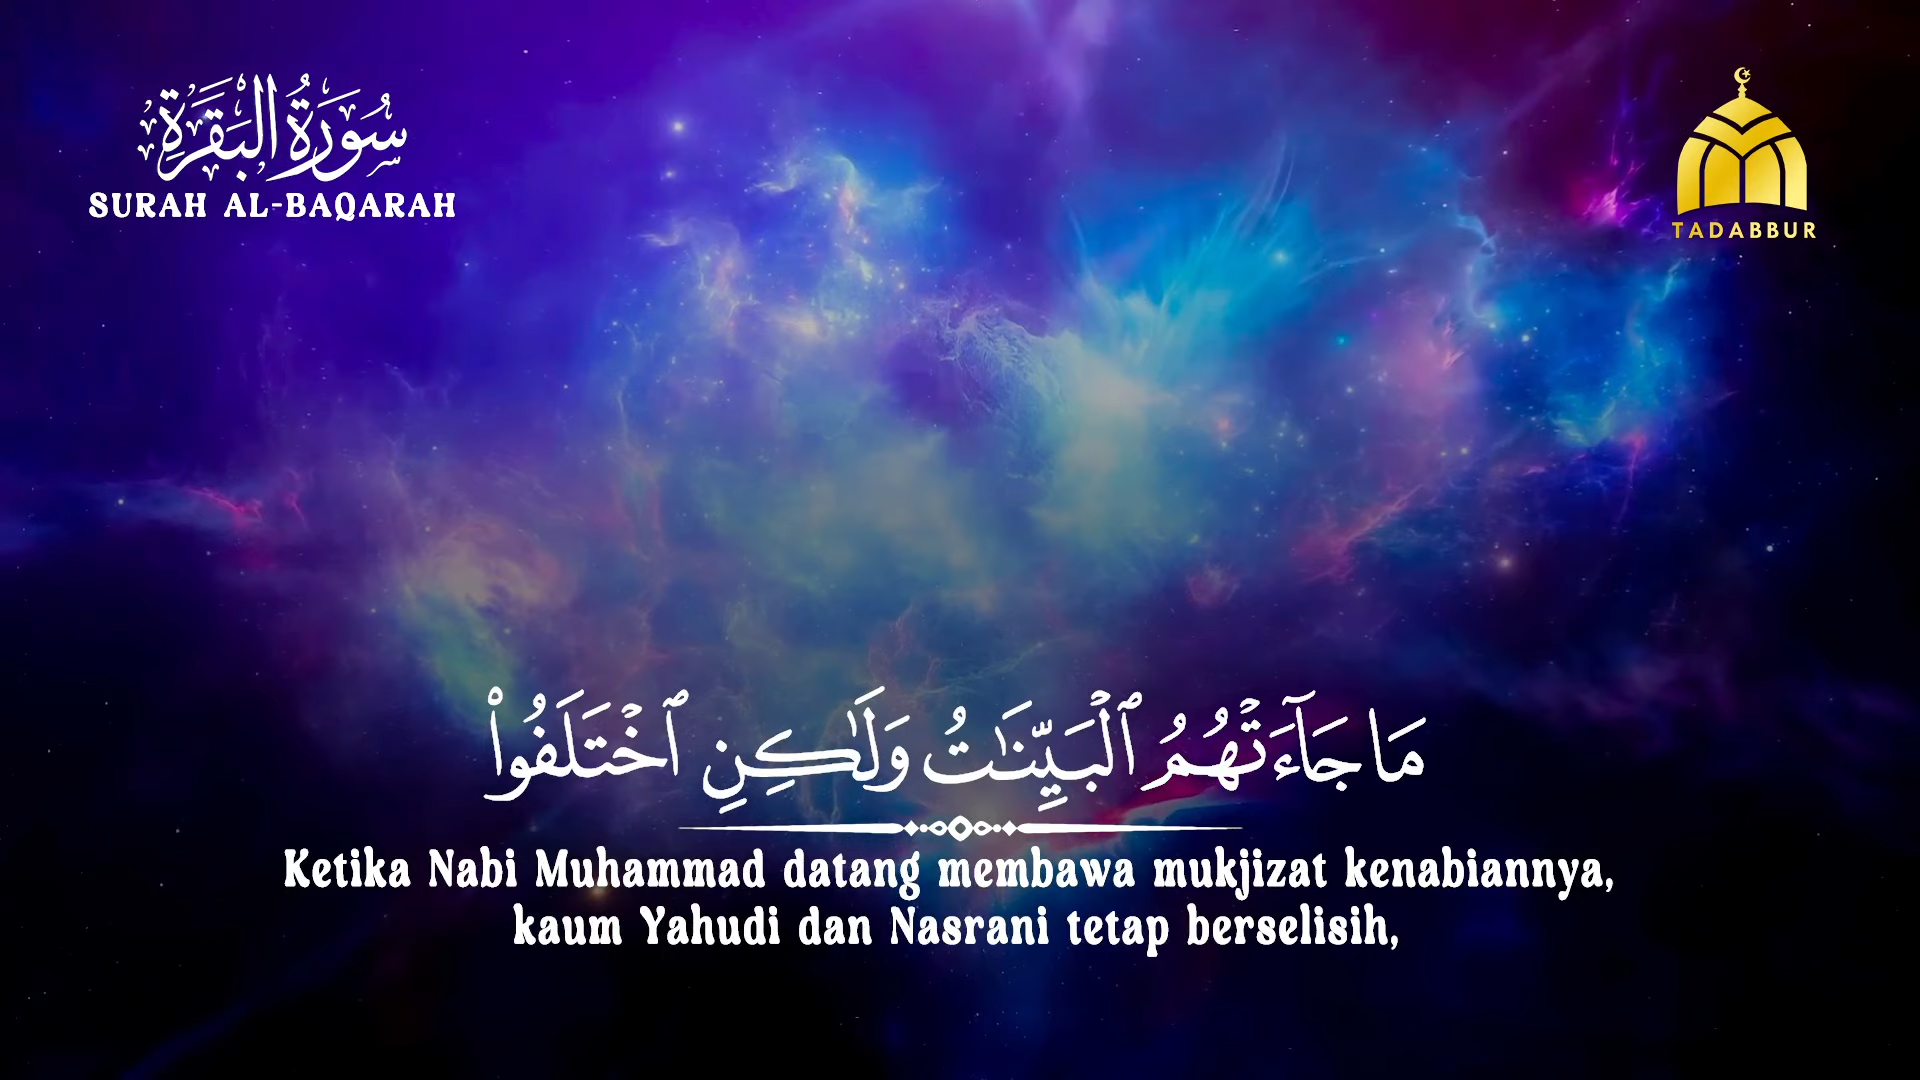 سُورَةُ الْبَقَرَةِ
SURAH AL-BAQARAH
TADABBUR
مَا جَآءَتْهُمُ ٱلْبَيِّنَـٰتُ وَلَـٰكِنِ ٱخْتَلَفُوا۟
Ketika Nabi Muhammad datang membawa mukjizat kenabiannya,
kaum Yahudi dan Nasrani tetap berselisih,